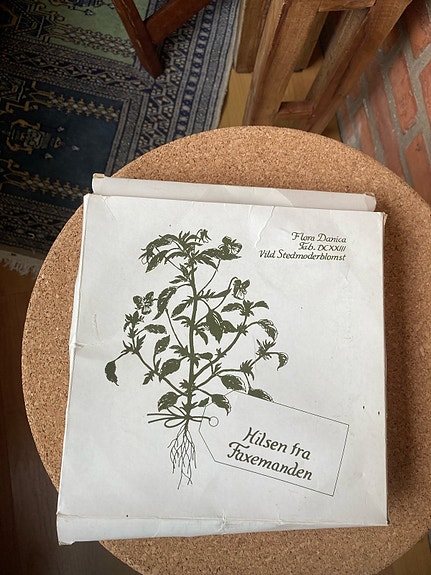 Flora Danica
Tab. DCXXIII
Vild Stedmoderblomst
Hilsen fra
Faxemanden